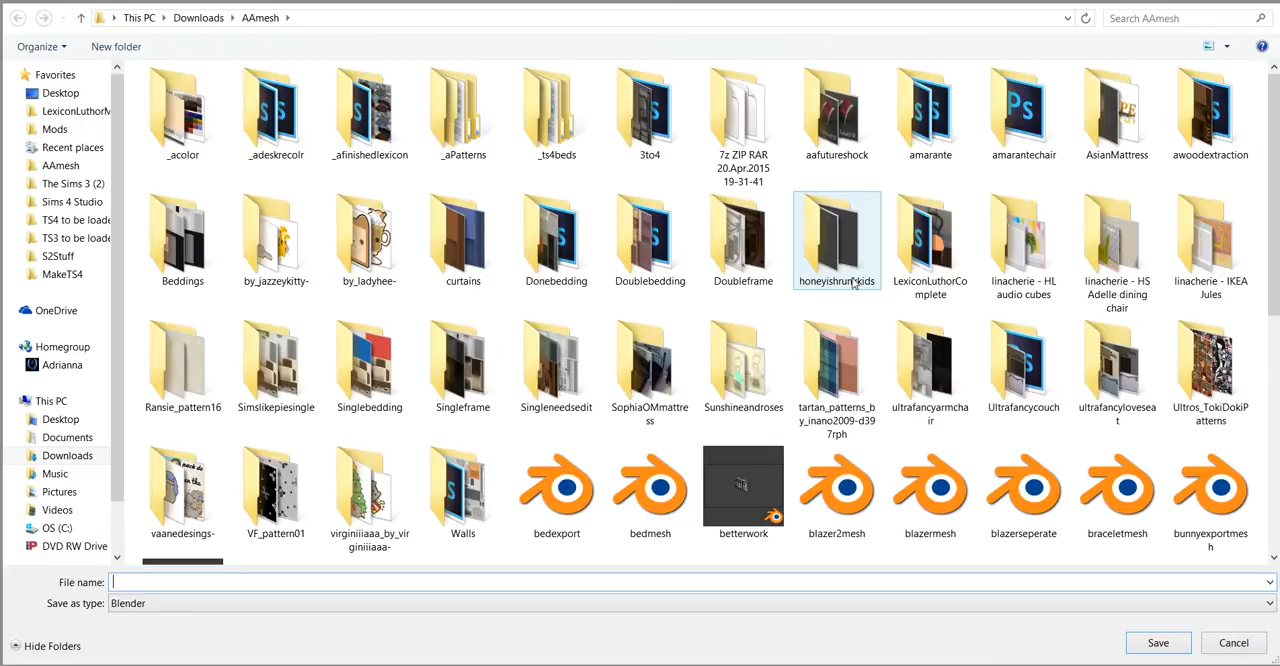 This PC
Downloads
AAmesh
Search AAmesh
Organize
New folder
Favorites
Desktop
LexiconLuthorM
Mods
Recent places
AAmesh
The Sims 3 (2)
Sims 4 Studio
TS4 to be loade
TS3 to be loade
S2Stuff
MakeTS4
OneDrive
Homegroup
Adrianna
This PC
Desktop
Documents
Downloads
Music
Pictures
Videos
OS (C:)
DVD RW Drive
_acolor
_adeskrecolr
_afinishedlexicon
_aPatterns
_ts4beds
3to4
7z ZIP RAR
20.Apr.2015
19-31-41
aafutureshock
amarante
amarantechair
AsianMattress
awoodextraction
Beddings
by_jazzeykitty-
by_ladyhee-
curtains
Donebedding
Doublebedding
Doubleframe
LexiconLuthorCo
mplete
linacherie - HL
audio cubes
linacherie - HS
Adelle dining
chair
linacherie - IKEA
Jules
Ransie_pattern16
Simslikepiesingle
Singlebedding
Singleframe
Singleneedsedit
SophiaOMmattre
ss
Sunshineandroses
tartan_patterns_b
y_inano2009-d39
7rph
ultrafancyarmcha
ir
Ultrafancycouch
ultrafancylovesea
t
Ultros_TokiDokiP
atterns
vaanedesings-
VF_pattern01
virginiiiaaa_by_vir
giniiiaaa-
Walls
bedexport
bedmesh
betterwork
blazer2mesh
blazermesh
blazerseperate
braceletmesh
bunnyexportmes
h
File name:
Save as type:
Blender
Hide Folders
Save
Cancel